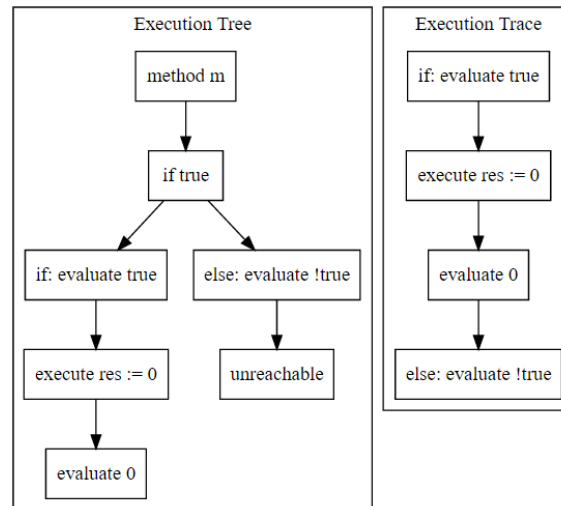 Execution Tree
method m
if true
if: evaluate true
else: evaluate !true
execute res := 0
unreachable
evaluate 0
Execution Trace
if: evaluate true
execute res := 0
evaluate 0
else: evaluate !true